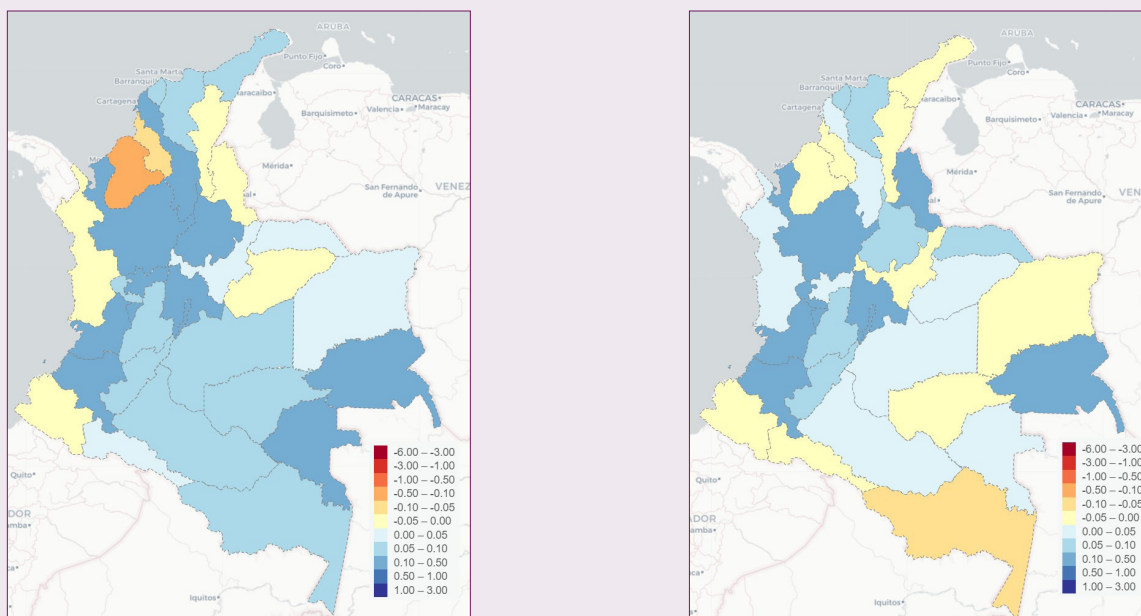 ARUBA
Punto Fijo
Coro
Santa Marta
Barranquill
Cartagena
aracaibo
CARACAS
Maracay
Valencia
Barquisimeto
Mérida
San Fernando
de Apure
VENEZ
Quito
ADOR
amba
Iquitos
-6.00 – -3.00
-3.00 – -1.00
-1.00 – -0.50
-0.50 – -0.10
-0.10 – -0.05
-0.05 – 0.00
0.00 – 0.05
0.05 – 0.10
0.10 – 0.50
0.50 – 1.00
1.00 – 3.00
ARUBA
Punto Fijo
Coro
Santa Marta
Barranquill
Cartagena
aracaibo
CARACAS
Maracay
Valencia
Barquisimeto
Mérida
San Fernando
de Apure
VEN
Quito
ADOR
amba
Iquitos
-6.00 – -3.00
-3.00 – -1.00
-1.00 – -0.50
-0.50 – -0.10
-0.10 – -0.05
-0.05 – 0.00
0.00 – 0.05
0.05 – 0.10
0.10 – 0.50
0.50 – 1.00
1.00 – 3.00